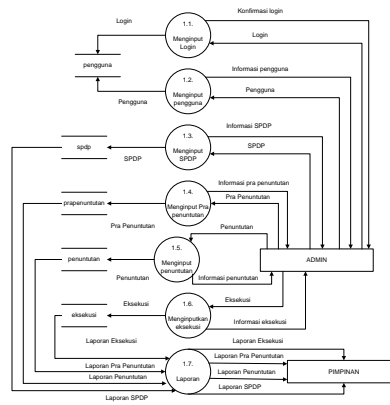 Konfirmasi login
Login
1.1.
Menginput
Login
Login
pengguna
Informasi pengguna
1.2.
Menginput
pengguna
Pengguna
Pengguna
Informasi SPDP
1.3.
Menginput
SPDP
SPDP
spdp
SPDP
Informasi pra penuntutan
1.4.
Menginput Pra
penuntutan
Pra Penuntutan
prapenuntutan
Pra Penuntutan
Penuntutan
1.5.
Menginput
penuntutan
penuntutan
ADMIN
Penuntutan
Informasi penuntutan
Eksekusi
1.6.
Menginputkan
eksekusi
Eksekusi
eksekusi
Informasi eksekusi
Laporan Eksekusi
Laporan Eksekusi
Laporan Pra Penuntutan
Laporan Pra Penuntutan
1.7.
Laporan
Laporan Penuntutan
Laporan Penuntutan
PIMPINAN
Laporan SPDP
Laporan SPDP